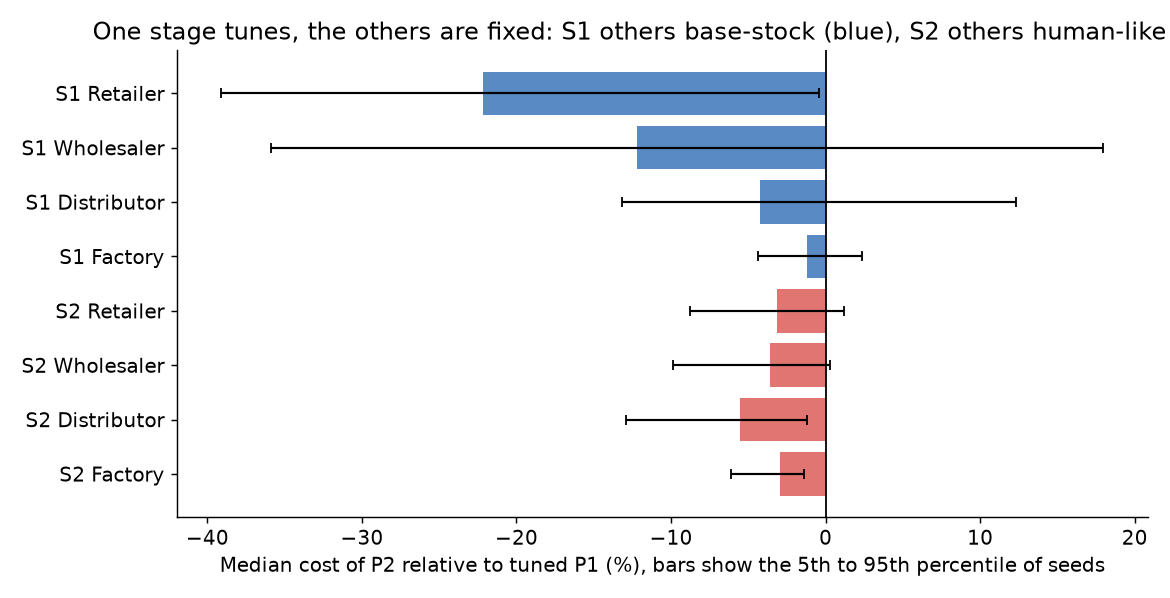 One stage tunes, the others are fixed: S1 others base-stock (blue), S2 others human-like
S1 Retailer
S1 Wholesaler
S1 Distributor
S1 Factory
S2 Retailer
S2 Wholesaler
S2 Distributor
S2 Factory
−40 −30 −20 −10 0 10 20
Median cost of P2 relative to tuned P1 (%), bars show the 5th to 95th percentile of seeds